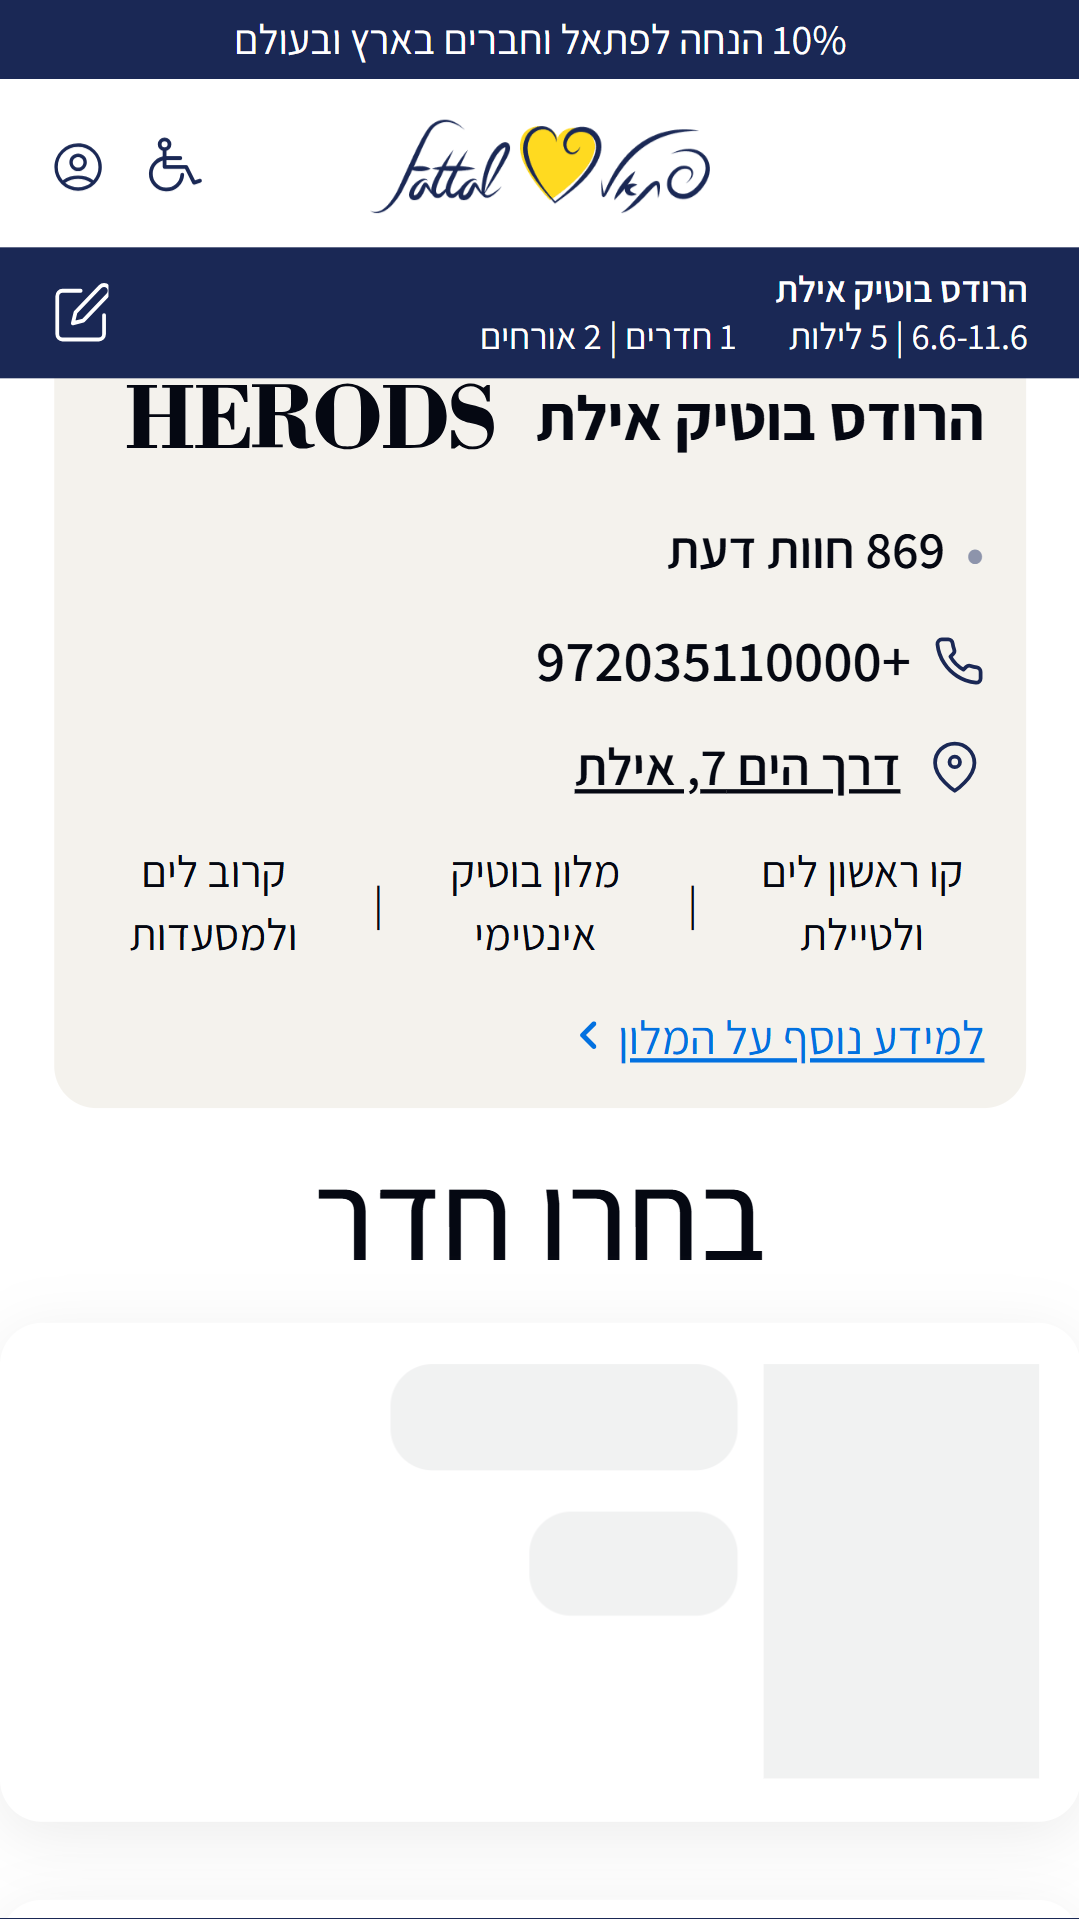 10% הנחה לפתאל וחברים בארץ ובעולם
פתאל fattal
הרודס בוטיק אילת
6.6-11.6 | 5 לילות 1 חדרים | 2 אורחים
הרודס בוטיק אילת HERODS
869 חוות דעת
972035110000+
דרך הים 7, אילת
קו ראשון לים ולטיילת | מלון בוטיק אינטימי | קרוב לים ולמסעדות
למידע נוסף על המלון
בחרו חדר